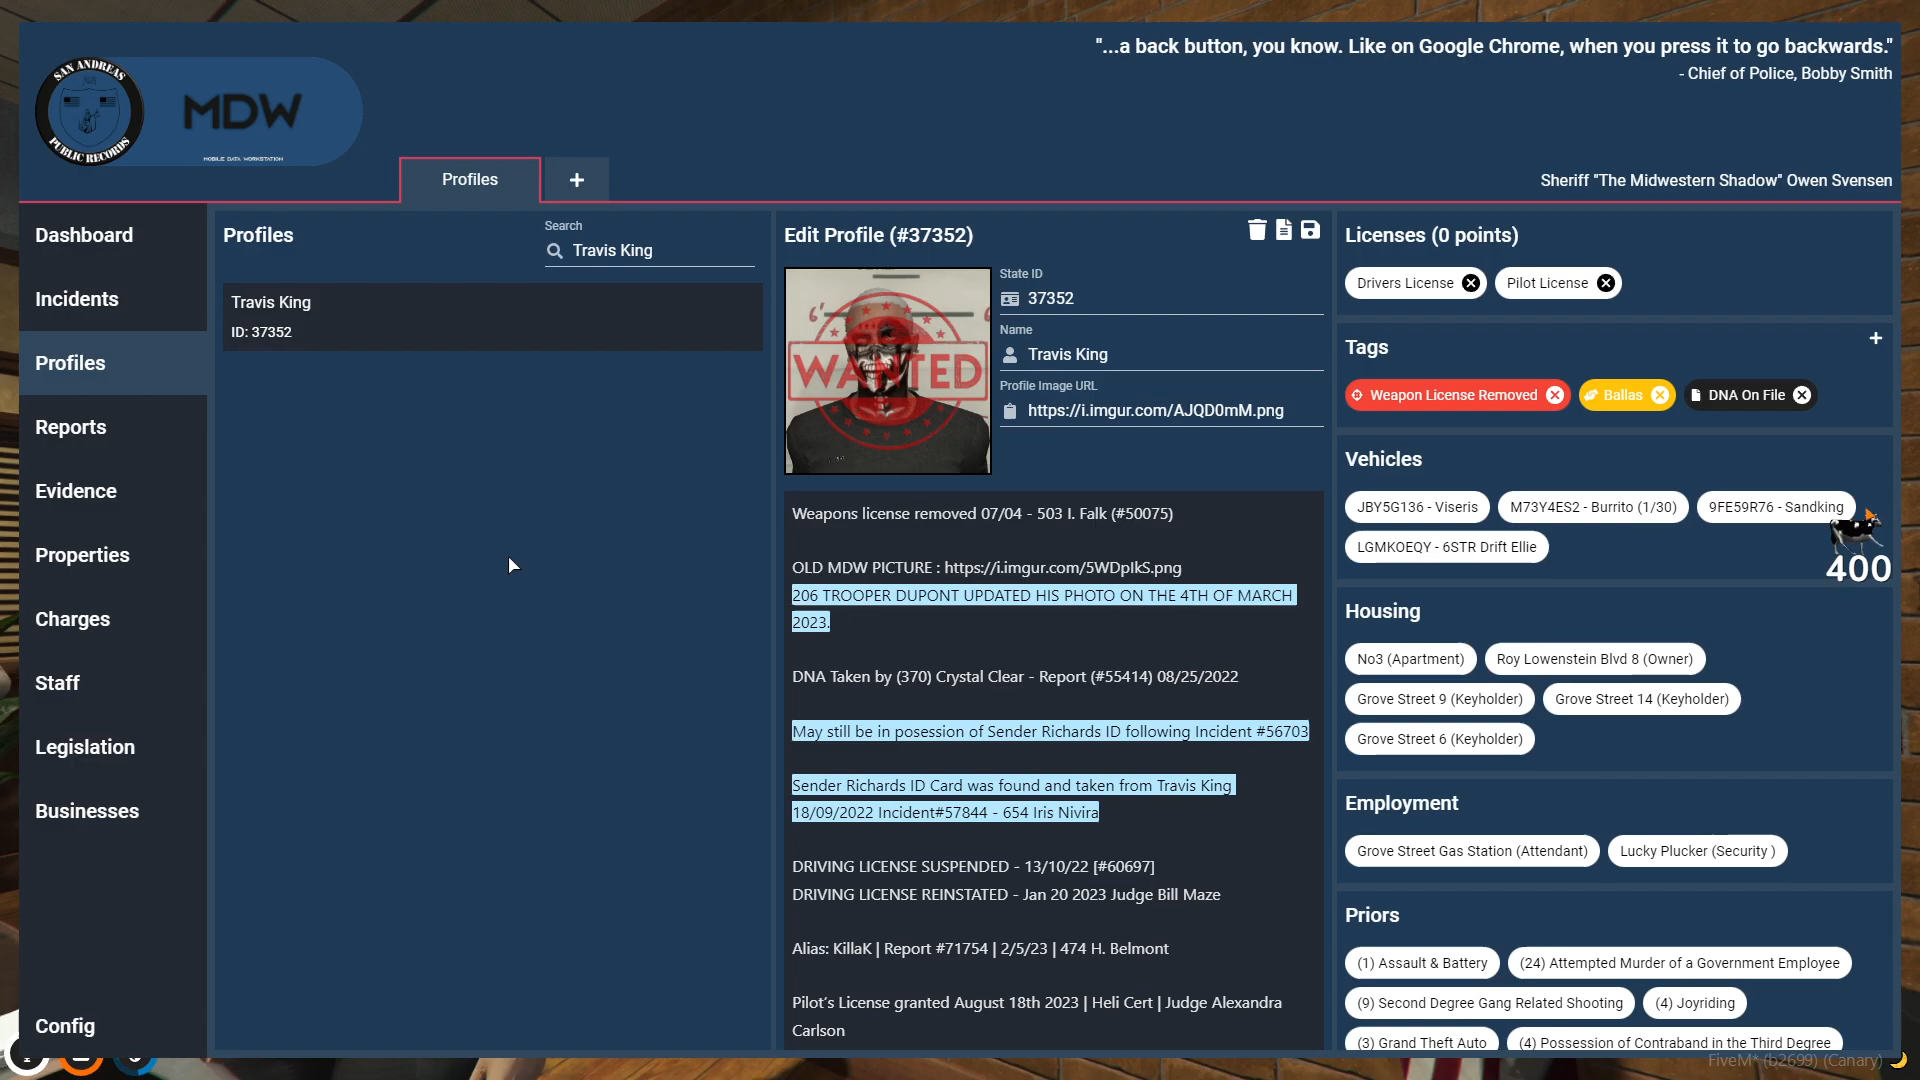 "...a back button, you know. Like on Google Chrome, when you press it to go backwards."
- Chief of Police, Bobby Smith
SAN ANDREAS
PUBLIC RECORDS
MDW
MOBILE DATA WORKSTATION
Profiles
Sheriff "The Midwestern Shadow" Owen Svensen
Dashboard
Incidents
Profiles
Reports
Evidence
Properties
Charges
Staff
Legislation
Businesses
Config
Profiles
Search
Travis King
Travis King
ID: 37352
Edit Profile (#37352)
WANTED
State ID
37352
Name
Travis King
Profile Image URL
https://i.imgur.com/AJQD0mM.png
Weapons license removed 07/04 - 503 I. Falk (#50075)
OLD MDW PICTURE : https://i.imgur.com/5WDpIkS.png
206 TROOPER DUPONT UPDATED HIS PHOTO ON THE 4TH OF MARCH
2023.
DNA Taken by (370) Crystal Clear - Report (#55414) 08/25/2022
May still be in posession of Sender Richards ID following Incident #56703
Sender Richards ID Card was found and taken from Travis King
18/09/2022 Incident#57844 - 654 Iris Nivira
DRIVING LICENSE SUSPENDED - 13/10/22 [#60697]
DRIVING LICENSE REINSTATED - Jan 20 2023 Judge Bill Maze
Alias: KillaK | Report #71754 | 2/5/23 | 474 H. Belmont
Pilot's License granted August 18th 2023 | Heli Cert | Judge Alexandra
Carlson
Licenses (0 points)
Drivers License
Pilot License
Tags
Weapon License Removed
Ballas
DNA On File
Vehicles
JBY5G136 - Viseris
M73Y4ES2 - Burrito (1/30)
9FE59R76 - Sandking
LGMKOEQY - 6STR Drift Ellie
400
Housing
No3 (Apartment)
Roy Lowenstein Blvd 8 (Owner)
Grove Street 9 (Keyholder)
Grove Street 14 (Keyholder)
Grove Street 6 (Keyholder)
Employment
Grove Street Gas Station (Attendant)
Lucky Plucker (Security )
Priors
(1) Assault & Battery
(24) Attempted Murder of a Government Employee
(9) Second Degree Gang Related Shooting
(4) Joyriding
(3) Grand Theft Auto
(4) Possession of Contraband in the Third Degree
FiveM* (b2699) (Canary)